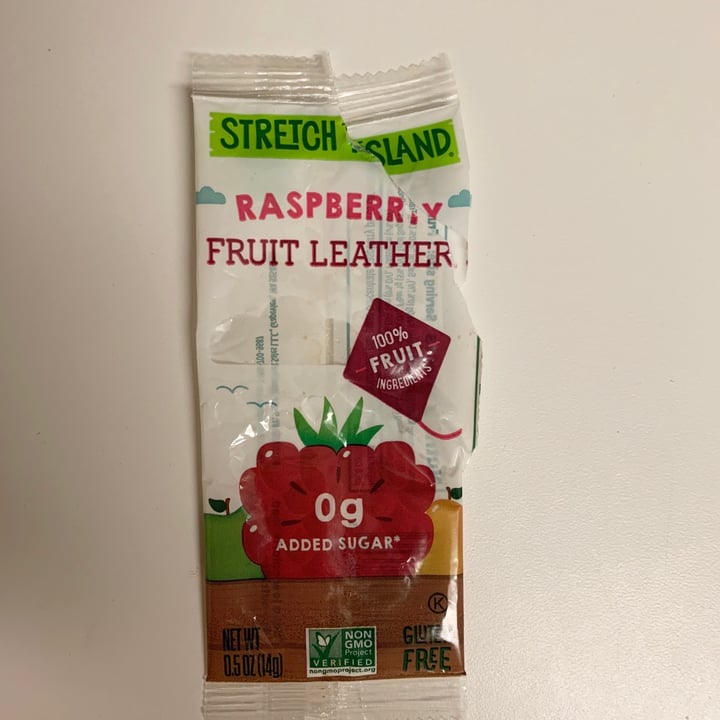 STRETCH ISLAND®
RASPBERRY
FRUIT LEATHER
100%
FRUIT
INGREDIENTS
0g
ADDED SUGAR*
K
NET WT
0.5 OZ (14g)
NON
GMO
Project
VERIFIED
nongmoproject.org
GLUTEN
FREE